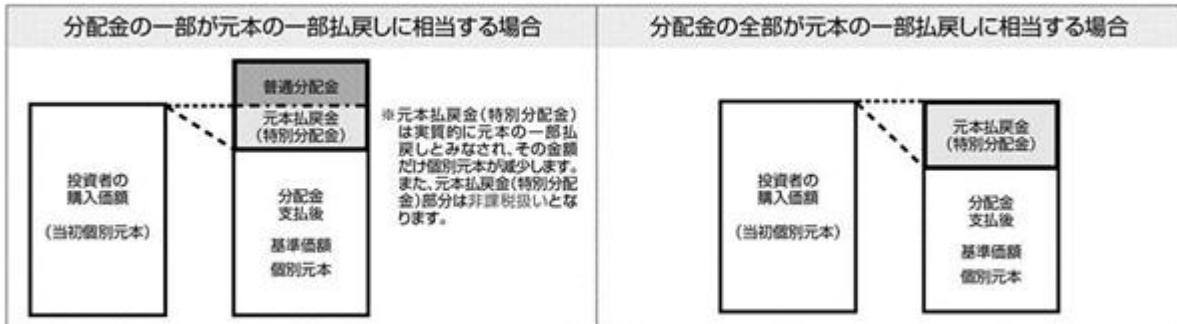 分配金の一部が元本の一部払戻しに相当する場合
普通分配金
元本払戻金
(特別分配金)
投資者の
購入価額
(当初個別元本)
分配金
支払後
基準価額
個別元本
※元本払戻金(特別分配金)
は実質的に元本の一部払
戻しとみなされ、その金額
だけ個別元本が減少します。
また、元本払戻金(特別分配
金)部分は非課税扱いとな
ります。
分配金の全部が元本の一部払戻しに相当する場合
元本払戻金
(特別分配金)
投資者の
購入価額
(当初個別元本)
分配金
支払後
基準価額
個別元本